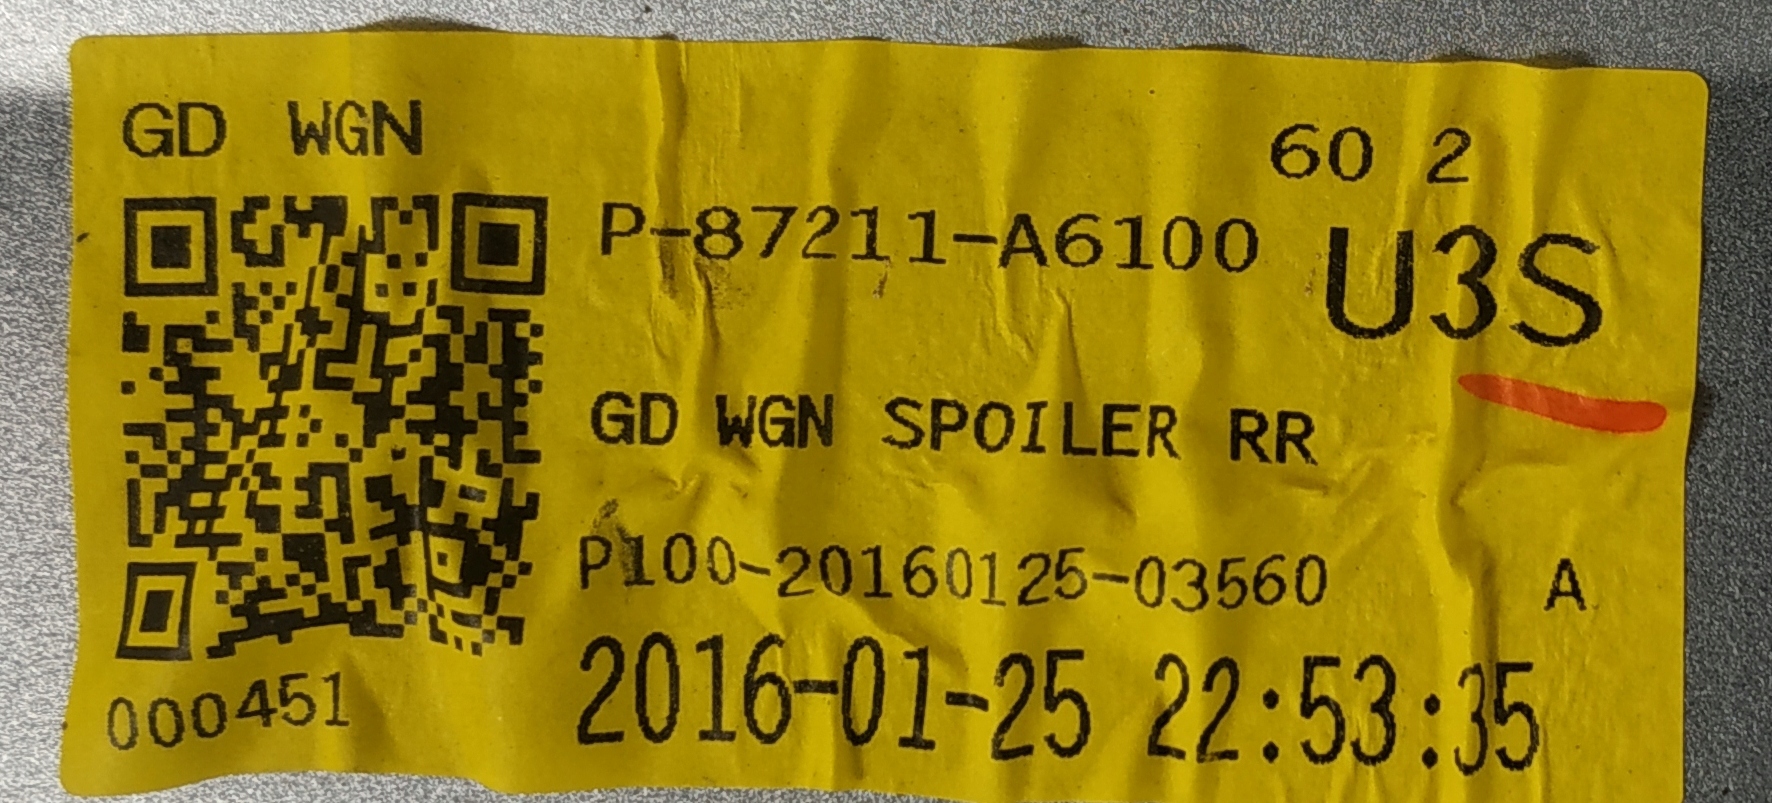 GD WGN
60 2
P-87211-A6100 U3S
GD WGN SPOILER RR
P100-20160125-03560 A
000451
2016-01-25 22:53:35